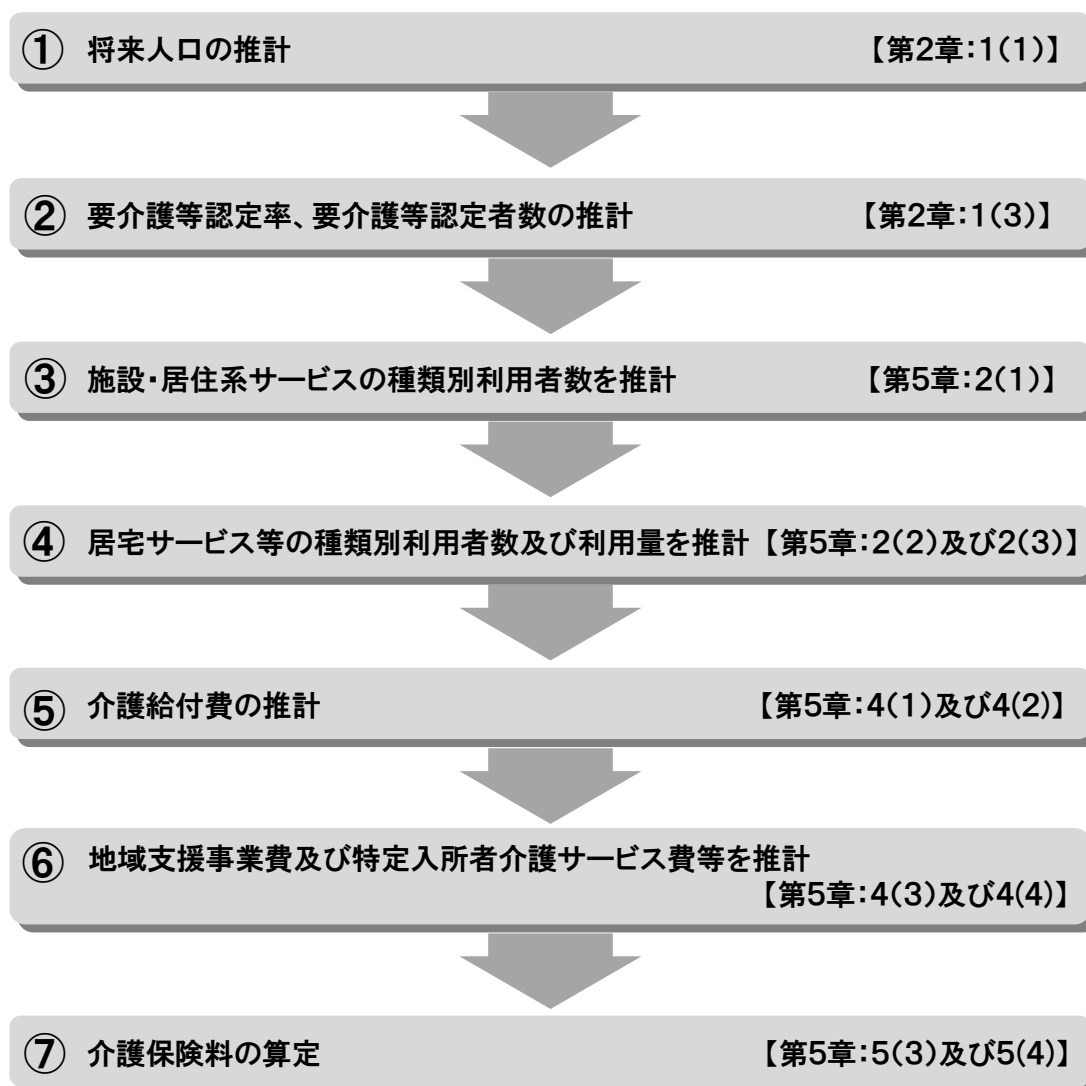 ① 将来人口の推計 【第2章：1(1)】
② 要介護等認定率、要介護等認定者数の推計 【第2章：1(3)】
③ 施設・居住系サービスの種類別利用者数を推計 【第5章：2(1)】
④ 居宅サービス等の種類別利用者数及び利用量を推計 【第5章：2(2)及び2(3)】
⑤ 介護給付費の推計 【第5章：4(1)及び4(2)】
⑥ 地域支援事業費及び特定入所者介護サービス費等を推計
【第5章：4(3)及び4(4)】
⑦ 介護保険料の算定 【第5章：5(3)及び5(4)】